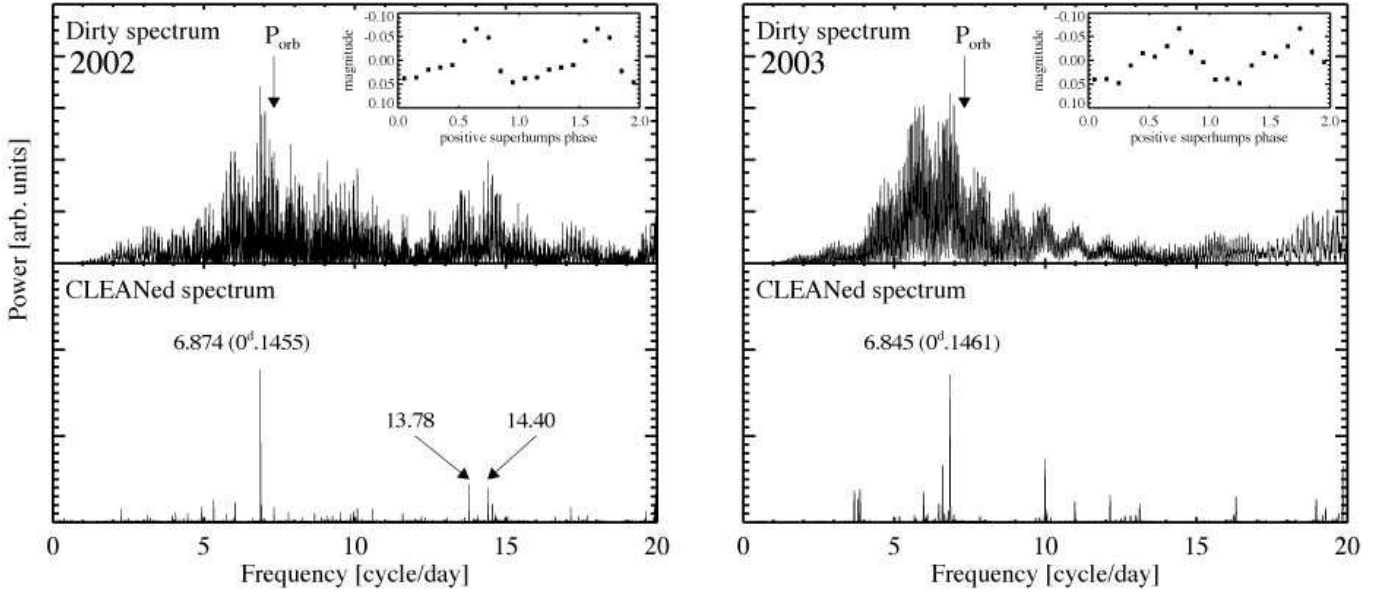 Power [arb. units]
Dirty spectrum
2002
P_orb
magnitude
-0.10
-0.05
0.00
0.05
0.10
0.0 0.5 1.0 1.5 2.0
positive superhumps phase
CLEANed spectrum
6.874 (0^d.1455)
13.78
14.40
0 5 10 15 20
Frequency [cycle/day]
Dirty spectrum
2003
P_orb
magnitude
-0.10
-0.05
0.00
0.05
0.10
0.0 0.5 1.0 1.5 2.0
positive superhumps phase
CLEANed spectrum
6.845 (0^d.1461)
0 5 10 15 20
Frequency [cycle/day]